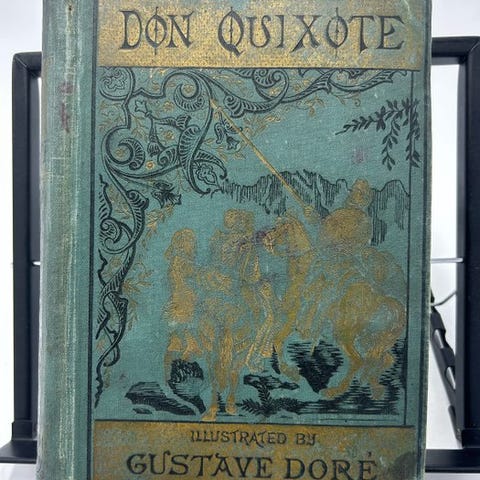 DON QUIXOTE
ILLUSTRATED BY
GUSTAVE DORÉ